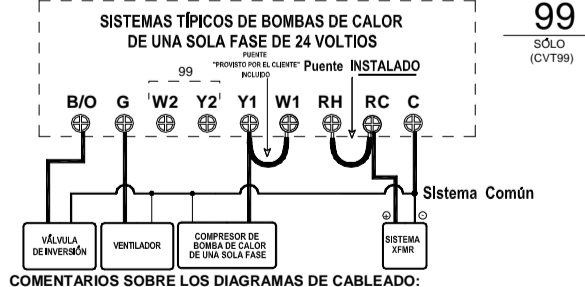 SISTEMAS TÍPICOS DE BOMBAS DE CALOR
DE UNA SOLA FASE DE 24 VOLTIOS
99
SÓLO
(CVT99)
PUENTE
"PROVISTO POR EL CLIENTE"
INCLUIDO
Puente INSTALADO
99
B/O G W2 Y2 Y1 W1 RH RC C
Sistema Común
⊕ ⊖
VÁLVULA
DE INVERSIÓN
VENTILADOR
COMPRESOR DE
BOMBA DE CALOR
DE UNA SOLA FASE
SISTEMA
XFMR
COMENTARIOS SOBRE LOS DIAGRAMAS DE CABLEADO: